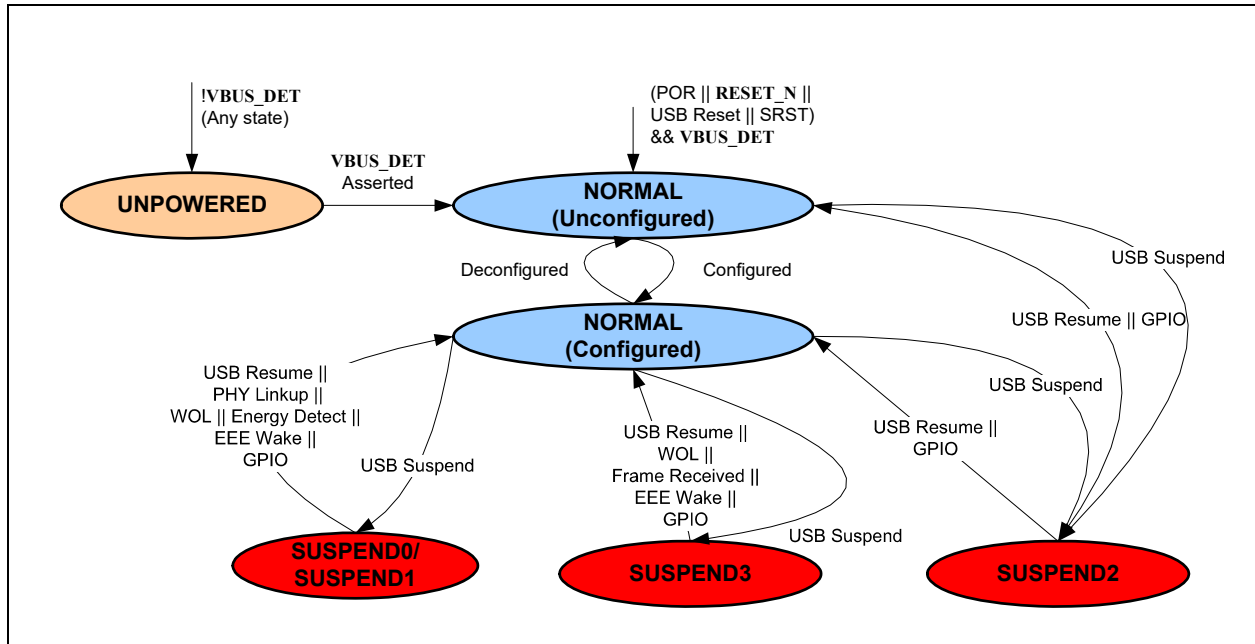 !VBUS_DET
(Any state)
(POR || RESET_N ||
USB Reset || SRST)
&& VBUS_DET
VBUS_DET
Asserted
UNPOWERED
NORMAL
(Unconfigured)
Deconfigured
Configured
USB Suspend
USB Resume || GPIO
NORMAL
(Configured)
USB Resume ||
PHY Linkup ||
WOL || Energy Detect ||
EEE Wake ||
GPIO
USB Suspend
USB Resume ||
WOL ||
Frame Received ||
EEE Wake ||
GPIO
USB Suspend
USB Suspend
USB Resume ||
GPIO
SUSPEND0/
SUSPEND1
SUSPEND3
SUSPEND2